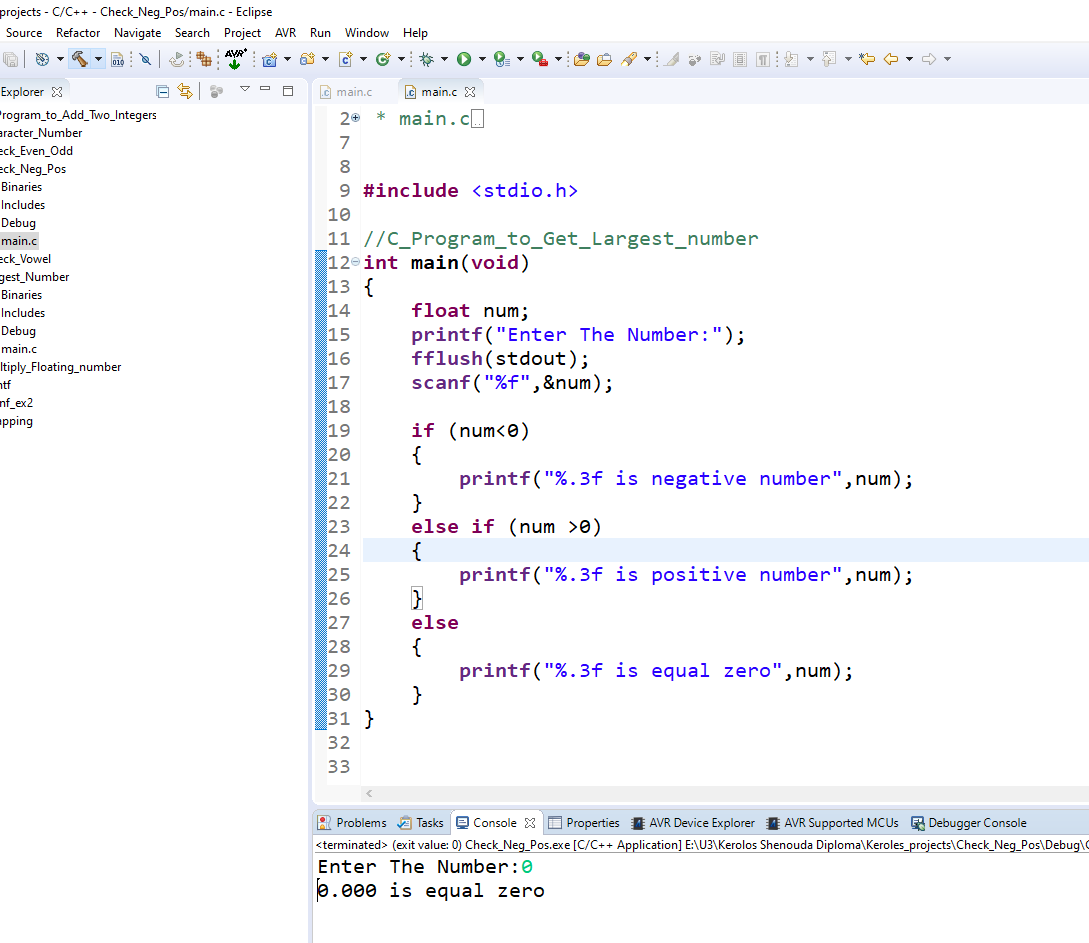 projects - C/C++ - Check_Neg_Pos/main.c - Eclipse
Source Refactor Navigate Search Project AVR Run Window Help
Explorer
main.c main.c
Program_to_Add_Two_Integers
aracter_Number
eck_Even_Odd
eck_Neg_Pos
Binaries
Includes
Debug
main.c
eck_Vowel
gest_Number
Binaries
Includes
Debug
main.c
ltiply_Floating_number
ntf
nf_ex2
apping
2 * main.c
7
8
9 #include <stdio.h>
10
11 //C_Program_to_Get_Largest_number
12 int main(void)
13 {
14 float num;
15 printf("Enter The Number:");
16 fflush(stdout);
17 scanf("%f",&num);
18
19 if (num<0)
20 {
21 printf("%.3f is negative number",num);
22 }
23 else if (num >0)
24 {
25 printf("%.3f is positive number",num);
26 }
27 else
28 {
29 printf("%.3f is equal zero",num);
30 }
31 }
32
33
Problems Tasks Console Properties AVR Device Explorer AVR Supported MCUs Debugger Console
<terminated> (exit value: 0) Check_Neg_Pos.exe [C/C++ Application] E:\U3\Kerolos Shenouda Diploma\Keroles_projects\Check_Neg_Pos\Debug\
Enter The Number:0
0.000 is equal zero